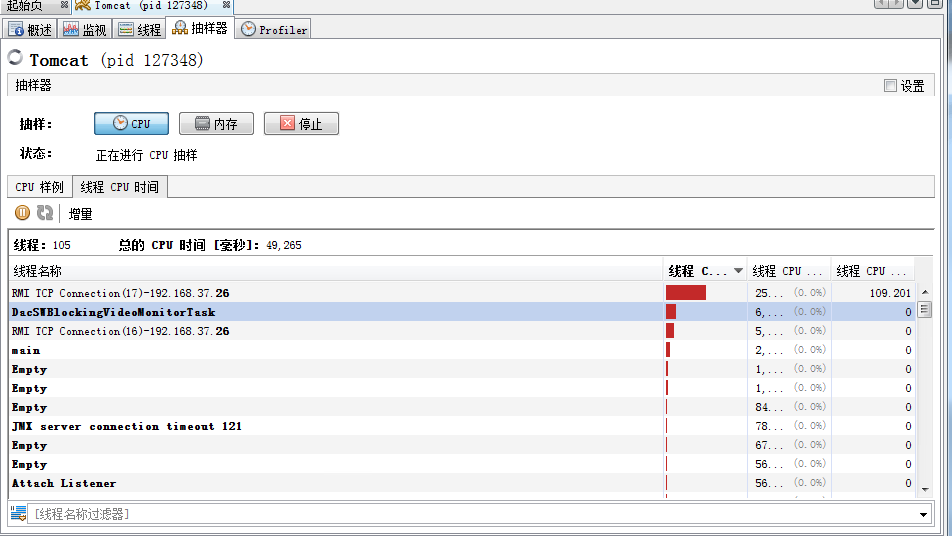 起始页 Tomcat (pid 127348)
概述 监视 线程 抽样器 Profiler
Tomcat (pid 127348)
抽样器 设置
抽样： CPU 内存 停止
状态： 正在进行 CPU 抽样
CPU 样例 线程 CPU 时间
增量
线程：105 总的 CPU 时间 [毫秒]：49,265
线程名称 线程 C... 线程 CPU ... 线程 CPU ...
RMI TCP Connection(17)-192.168.37.26 25... (0.0%) 109.201
DacSWBlockingVideoMonitorTask 6,... (0.0%) 0
RMI TCP Connection(16)-192.168.37.26 5,... (0.0%) 0
main 2,... (0.0%) 0
Empty 1,... (0.0%) 0
Empty 1,... (0.0%) 0
Empty 84... (0.0%) 0
JMX server connection timeout 121 78... (0.0%) 0
Empty 67... (0.0%) 0
Empty 56... (0.0%) 0
Attach Listener 56... (0.0%) 0
[线程名称过滤器]